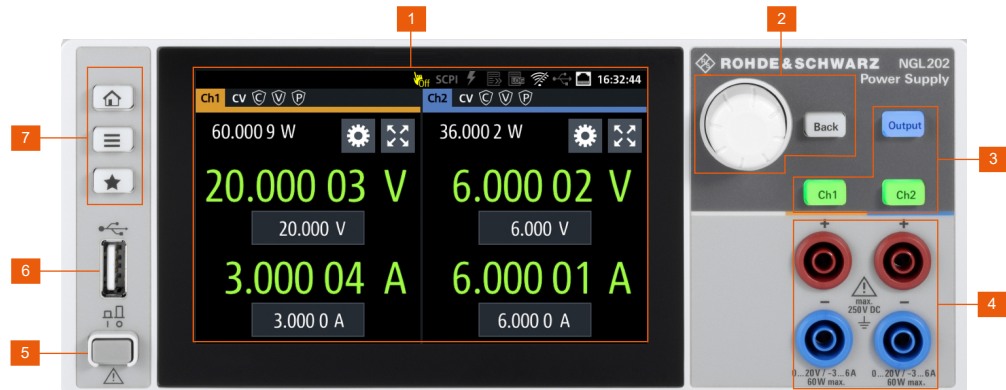 1
2
ROHDE&SCHWARZ NGL202
Power Supply
Off SCPI 16:32:44
Ch1 CV C V P
Ch2 CV C V P
60.000 9 W
36.000 2 W
20.000 03 V
6.000 02 V
20.000 V
6.000 V
3.000 04 A
6.000 01 A
3.000 0 A
6.000 0 A
Back
Output
Ch1
Ch2
3
+ +
- -
max.
250V DC
4
0...20V / -3...6A
60W max.
0...20V / -3...6A
60W max.
7
6
I O
5